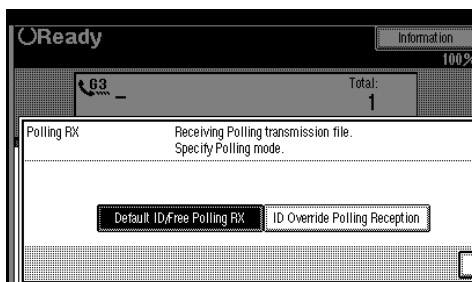 Ready
Information
100%
G3 _ Total:
1
Polling RX Receiving Polling transmission file.
Specify Polling mode.
Default ID/Free Polling RX ID Override Polling Reception